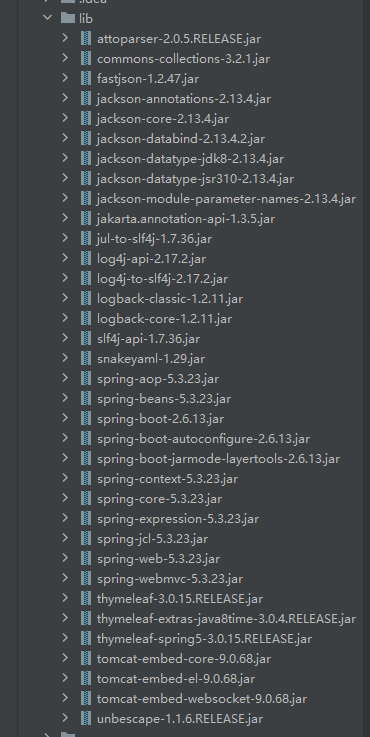 .idea
lib
attoparser-2.0.5.RELEASE.jar
commons-collections-3.2.1.jar
fastjson-1.2.47.jar
jackson-annotations-2.13.4.jar
jackson-core-2.13.4.jar
jackson-databind-2.13.4.2.jar
jackson-datatype-jdk8-2.13.4.jar
jackson-datatype-jsr310-2.13.4.jar
jackson-module-parameter-names-2.13.4.jar
jakarta.annotation-api-1.3.5.jar
jul-to-slf4j-1.7.36.jar
log4j-api-2.17.2.jar
log4j-to-slf4j-2.17.2.jar
logback-classic-1.2.11.jar
logback-core-1.2.11.jar
slf4j-api-1.7.36.jar
snakeyaml-1.29.jar
spring-aop-5.3.23.jar
spring-beans-5.3.23.jar
spring-boot-2.6.13.jar
spring-boot-autoconfigure-2.6.13.jar
spring-boot-jarmode-layertools-2.6.13.jar
spring-context-5.3.23.jar
spring-core-5.3.23.jar
spring-expression-5.3.23.jar
spring-jcl-5.3.23.jar
spring-web-5.3.23.jar
spring-webmvc-5.3.23.jar
thymeleaf-3.0.15.RELEASE.jar
thymeleaf-extras-java8time-3.0.4.RELEASE.jar
thymeleaf-spring5-3.0.15.RELEASE.jar
tomcat-embed-core-9.0.68.jar
tomcat-embed-el-9.0.68.jar
tomcat-embed-websocket-9.0.68.jar
unbescape-1.1.6.RELEASE.jar